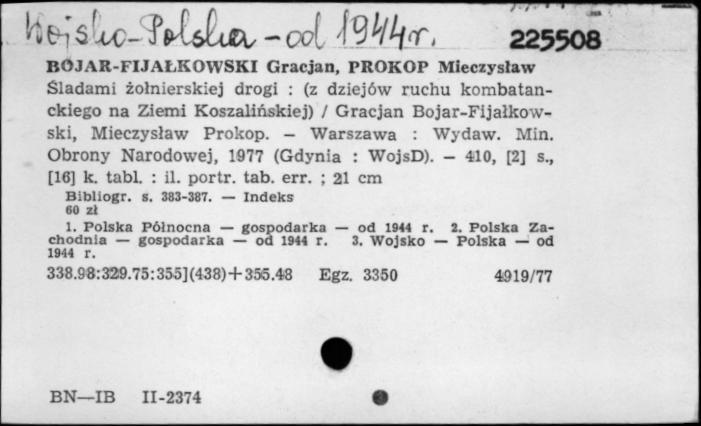 Wojsko-Polska - od 1944 r.
225508
BOJAR-FIJAŁKOWSKI Gracjan, PROKOP Mieczysław
Śladami żołnierskiej drogi : (z dziejów ruchu kombatan-
ckiego na Ziemi Koszalińskiej) / Gracjan Bojar-Fijałkow-
ski, Mieczysław Prokop. — Warszawa : Wydaw. Min.
Obrony Narodowej, 1977 (Gdynia : WojsD). — 410, [2] s.,
[16] k. tabl. : il. portr. tab. err. ; 21 cm
Bibliogr. s. 383-387. — Indeks
60 zł
1. Polska Północna — gospodarka — od 1944 r. 2. Polska Za-
chodnia — gospodarka — od 1944 r. 3. Wojsko — Polska — od
1944 r.
338.98:329.75:355](438)+355.48 Egz. 3350 4919/77
BN—IB II-2374